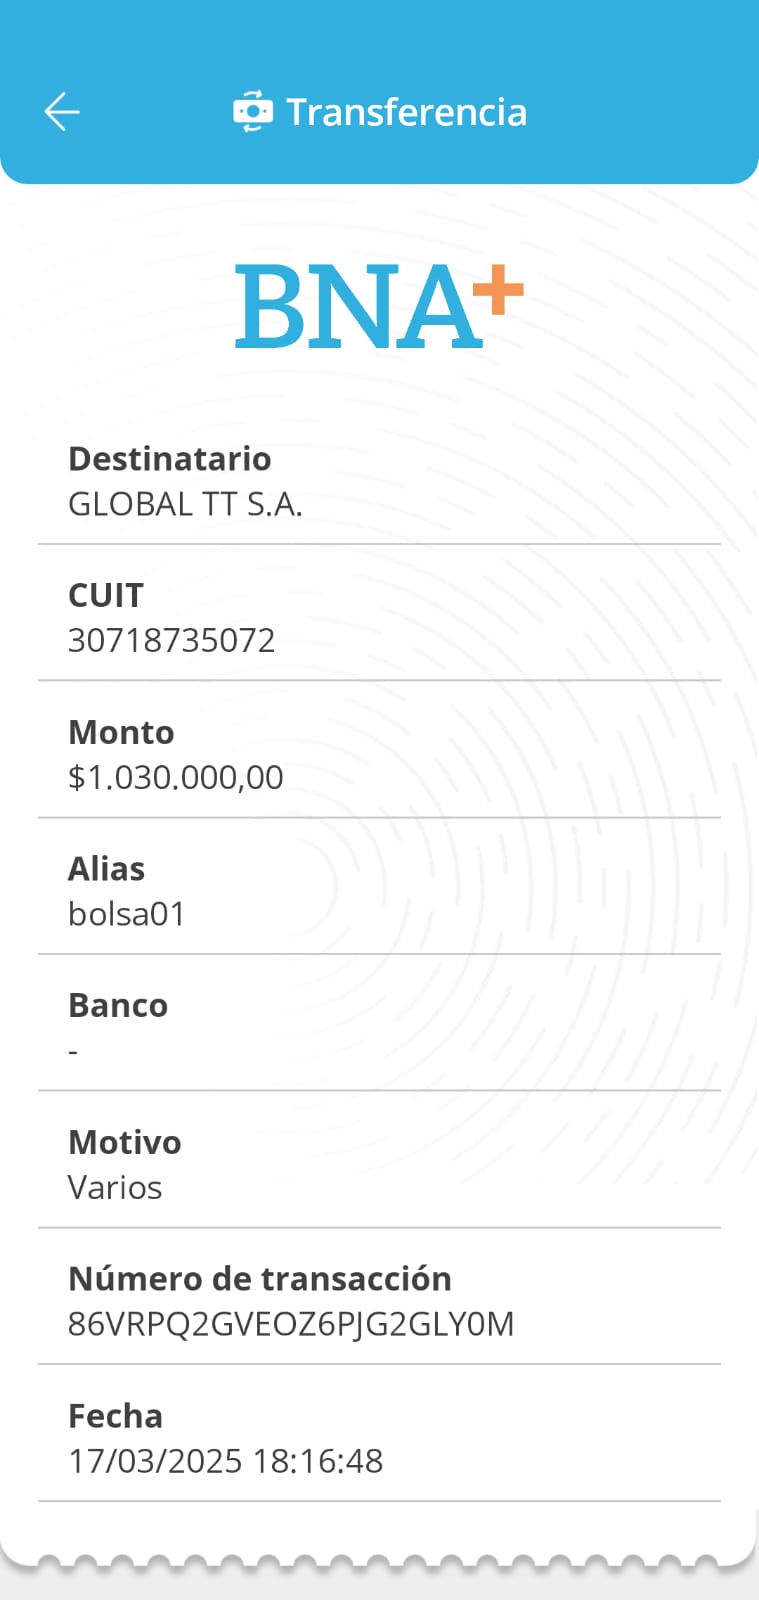 Transferencia
BNA+
Destinatario
GLOBAL TT S.A.
CUIT
30718735072
Monto
$1.030.000,00
Alias
bolsa01
Banco
-
Motivo
Varios
Número de transacción
86VRPQ2GVEOZ6PJG2GLY0M
Fecha
17/03/2025 18:16:48